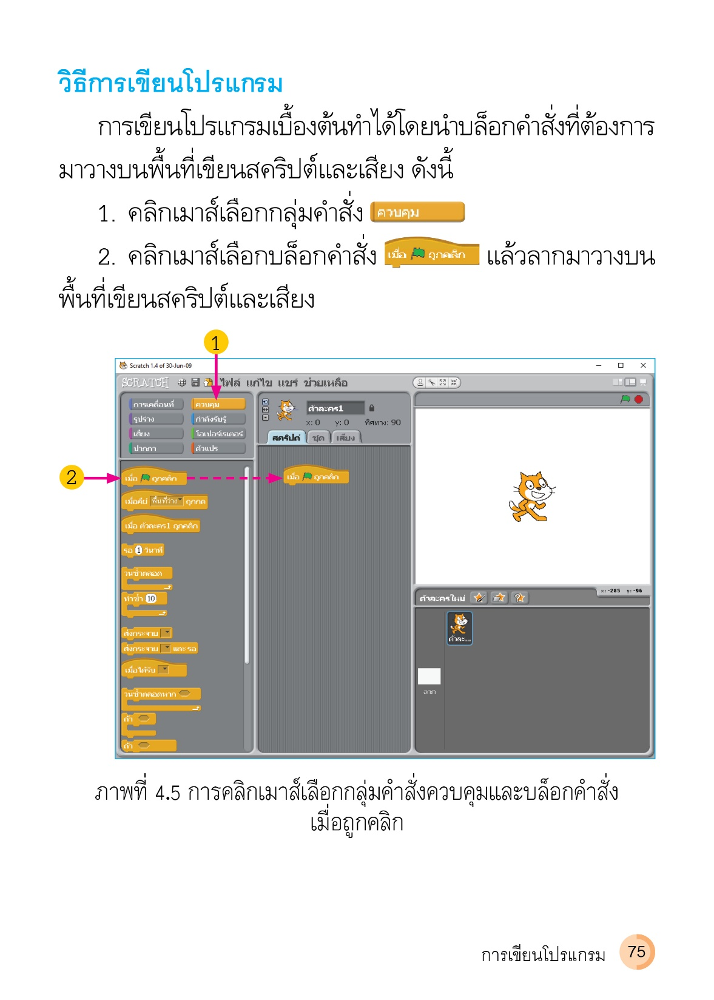 วิธีการเขียนโปรแกรม
การเขียนโปรแกรมเบื้องต้นทำได้โดยนำบล็อกคำสั่งที่ต้องการ
มาวางบนพื้นที่เขียนสคริปต์และเสียง ดังนี้
1. คลิกเมาส์เลือกกลุ่มคำสั่ง ควบคุม
2. คลิกเมาส์เลือกบล็อกคำสั่ง เมื่อ ถูกคลิก แล้วลากมาวางบน
พื้นที่เขียนสคริปต์และเสียง
1
Scratch 1.4 of 30-Jun-09
SCRATCH ไฟล์ แก้ไข แชร์ ช่วยเหลือ
การเคลื่อนที่ ควบคุม
รูปร่าง กำลังรับรู้
เสียง โอเปอร์เรเตอร์
ปากกา ตัวแปร
ตัวละคร1
x: 0 y: 0 ทิศทาง: 90
สคริปต์ ชุด เสียง
2
เมื่อ ถูกคลิก
เมื่อ ถูกคลิก
เมื่อคีย์ พื้นที่ว่าง ถูกกด
เมื่อ ตัวละคร1 ถูกคลิก
รอ 1 วินาที
วนซ้ำตลอด
ทำซ้ำ 10
ส่งกระจาย
ส่งกระจาย และ รอ
เมื่อได้รับ
วนซ้ำตลอดหาก
ถ้า
ถ้า
x: -285 y: -96
ตัวละครใหม่
ตัวละ...
ฉาก
ภาพที่ 4.5 การคลิกเมาส์เลือกกลุ่มคำสั่งควบคุมและบล็อกคำสั่ง
เมื่อถูกคลิก
การเขียนโปรแกรม 75